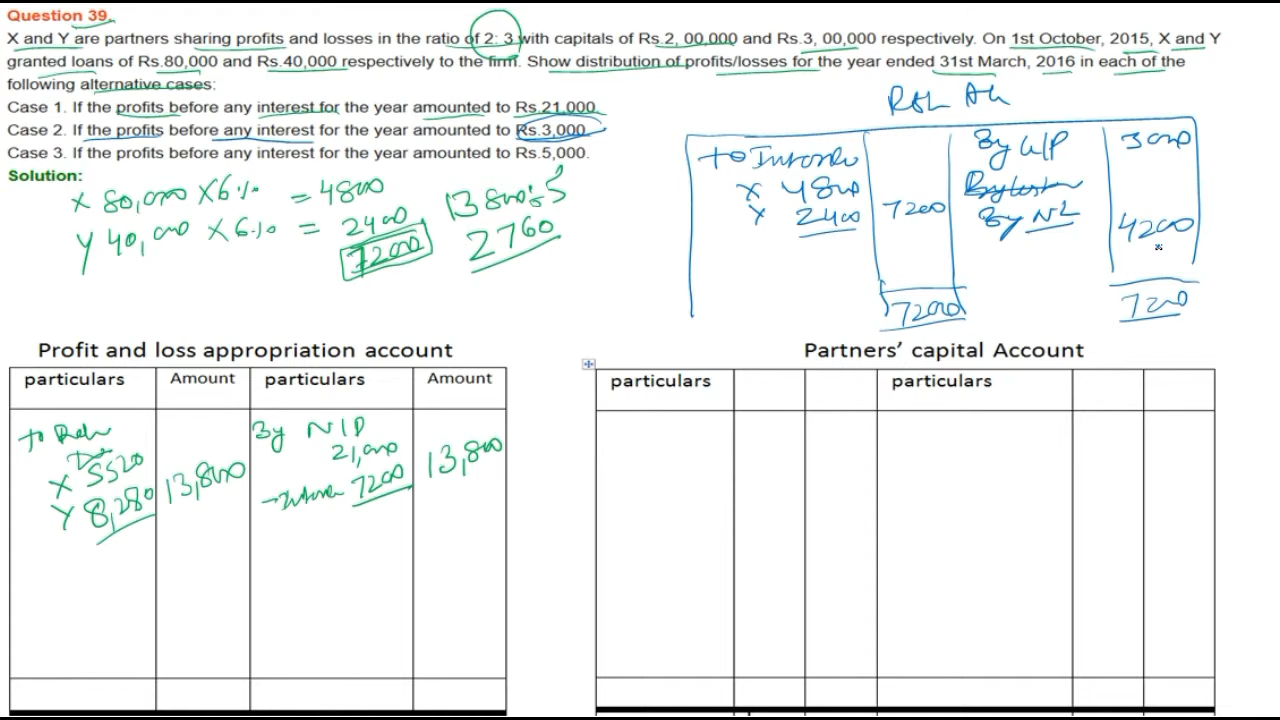 Question 39.
X and Y are partners sharing profits and losses in the ratio of 2: 3 with capitals of Rs.2, 00,000 and Rs.3, 00,000 respectively. On 1st October, 2015, X and Y
granted loans of Rs.80,000 and Rs.40,000 respectively to the firm. Show distribution of profits/losses for the year ended 31st March, 2016 in each of the
following alternative cases:
Case 1. If the profits before any interest for the year amounted to Rs.21,000.
Case 2. If the profits before any interest for the year amounted to Rs.3,000.
Case 3. If the profits before any interest for the year amounted to Rs.5,000.
Solution:
X 80,000 X6% = 4800
Y 40,000 X6% = 2400
7200
13800÷5
2760
P&L A/c
To Interest
X 4800
Y 2400
7200
By
3000
By NL
4200
7200
7200
Profit and loss appropriation account
particulars Amount particulars Amount
To
X 5520
Y 8,280
13,800
By N/P
21,000
7200
13,800
Partners’ capital Account
particulars particulars